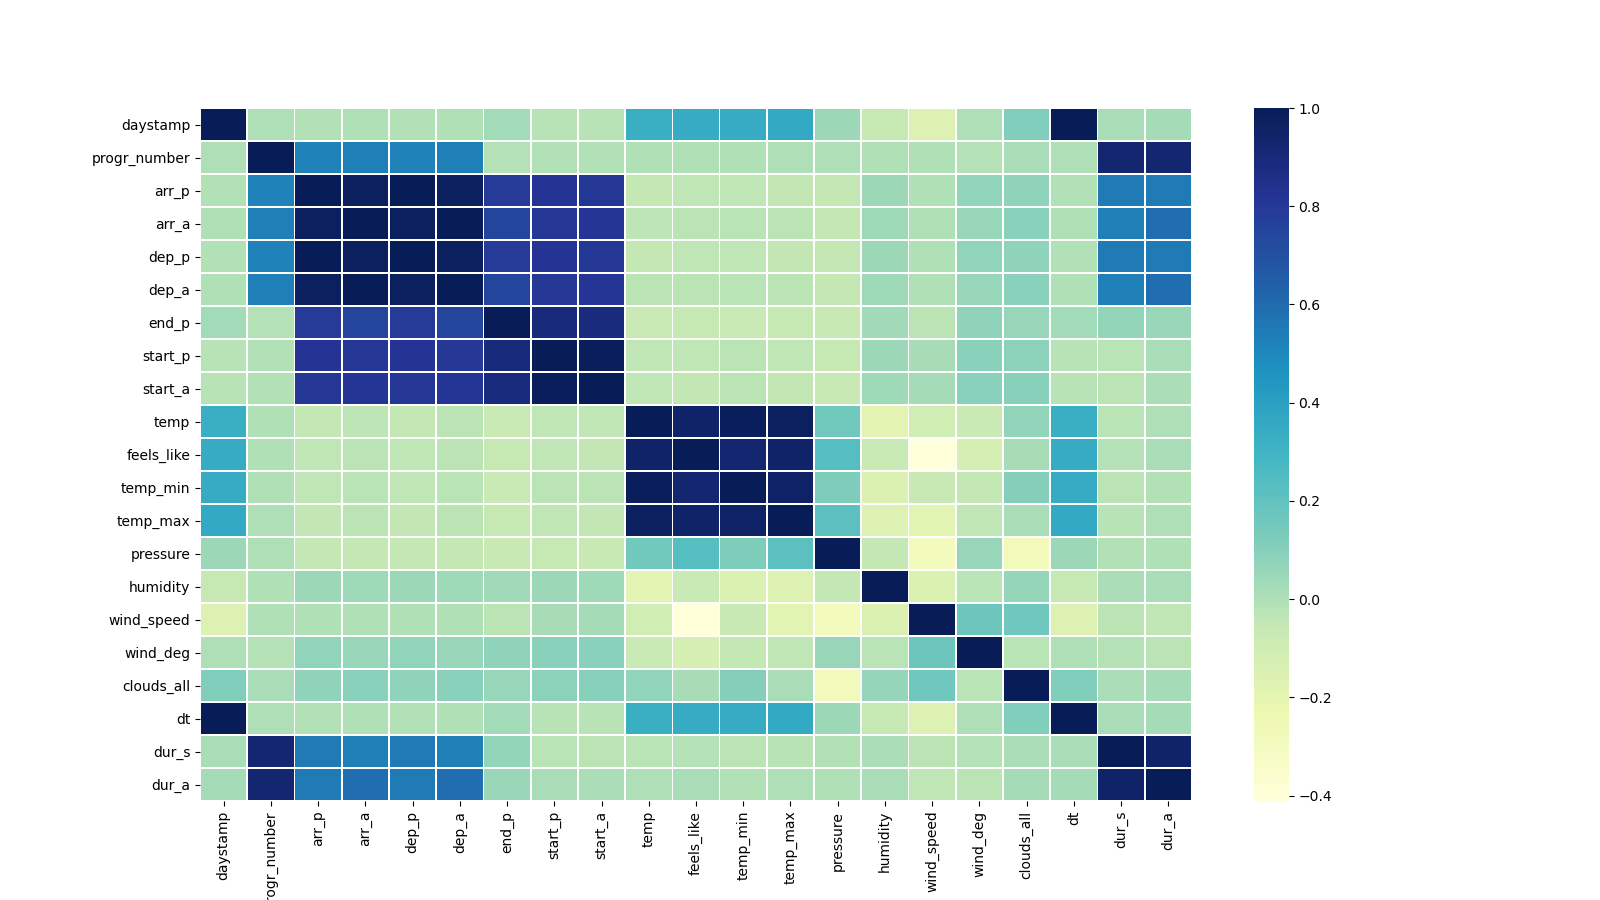 daystamp
progr_number
arr_p
arr_a
dep_p
dep_a
end_p
start_p
start_a
temp
feels_like
temp_min
temp_max
pressure
humidity
wind_speed
wind_deg
clouds_all
dt
dur_s
dur_a
daystamp
rogr_number
arr_p
arr_a
dep_p
dep_a
end_p
start_p
start_a
temp
feels_like
temp_min
temp_max
pressure
humidity
wind_speed
wind_deg
clouds_all
dt
dur_s
dur_a
1.0
0.8
0.6
0.4
0.2
0.0
−0.2
−0.4